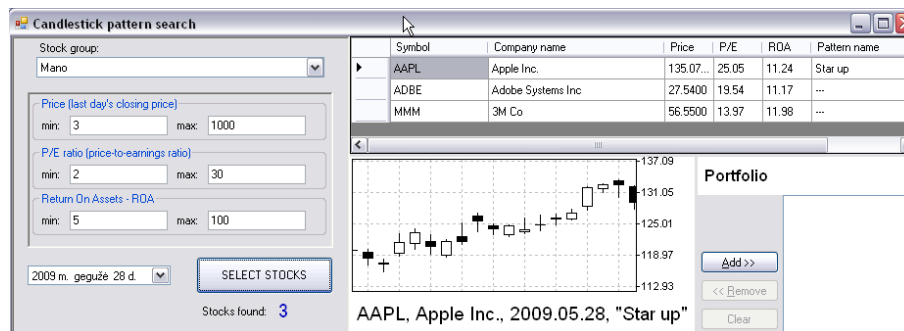 Candlestick pattern search
Stock group:
Mano
Price (last day's closing price)
min: 3 max: 1000
P/E ratio (price-to-earnings ratio)
min: 2 max: 30
Return On Assets - ROA
min: 5 max: 100
2009 m. gegužė 28 d.
SELECT STOCKS
Stocks found: 3
Symbol Company name Price P/E ROA Pattern name
AAPL Apple Inc. 135.07... 25.05 11.24 Star up
ADBE Adobe Systems Inc 27.5400 19.54 11.17 ---
MMM 3M Co 56.5500 13.97 11.98 ---
137.09
131.05
125.01
118.97
112.93
AAPL, Apple Inc., 2009.05.28, "Star up"
Portfolio
Add >>
<< Remove
Clear